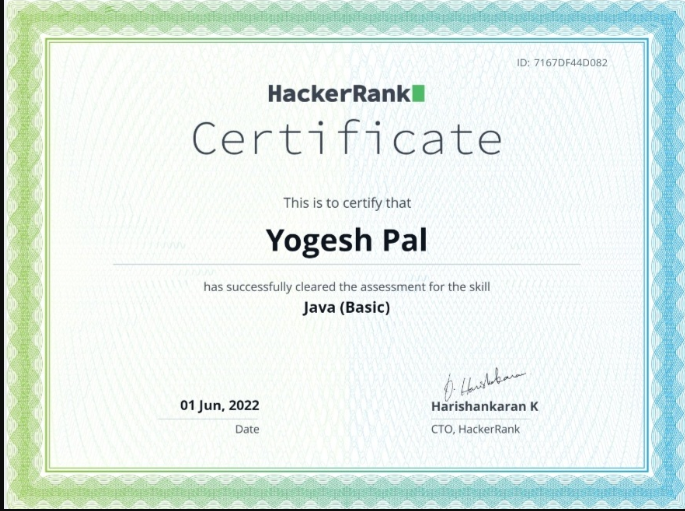 ID: 7167DF44D082
HackerRank
Certificate
This is to certify that
Yogesh Pal
has successfully cleared the assessment for the skill
Java (Basic)
01 Jun, 2022
Date
Harishankaran K
CTO, HackerRank